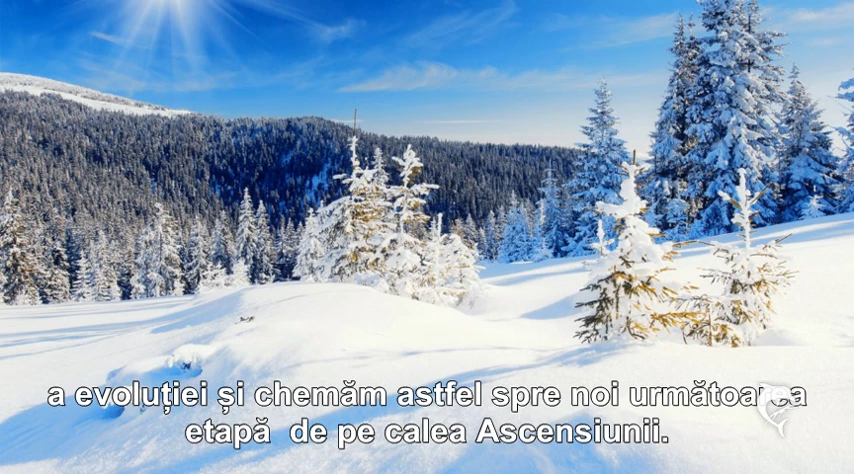 a evoluției și chemăm astfel spre noi următoarea
etapă  de pe calea Ascensiunii.